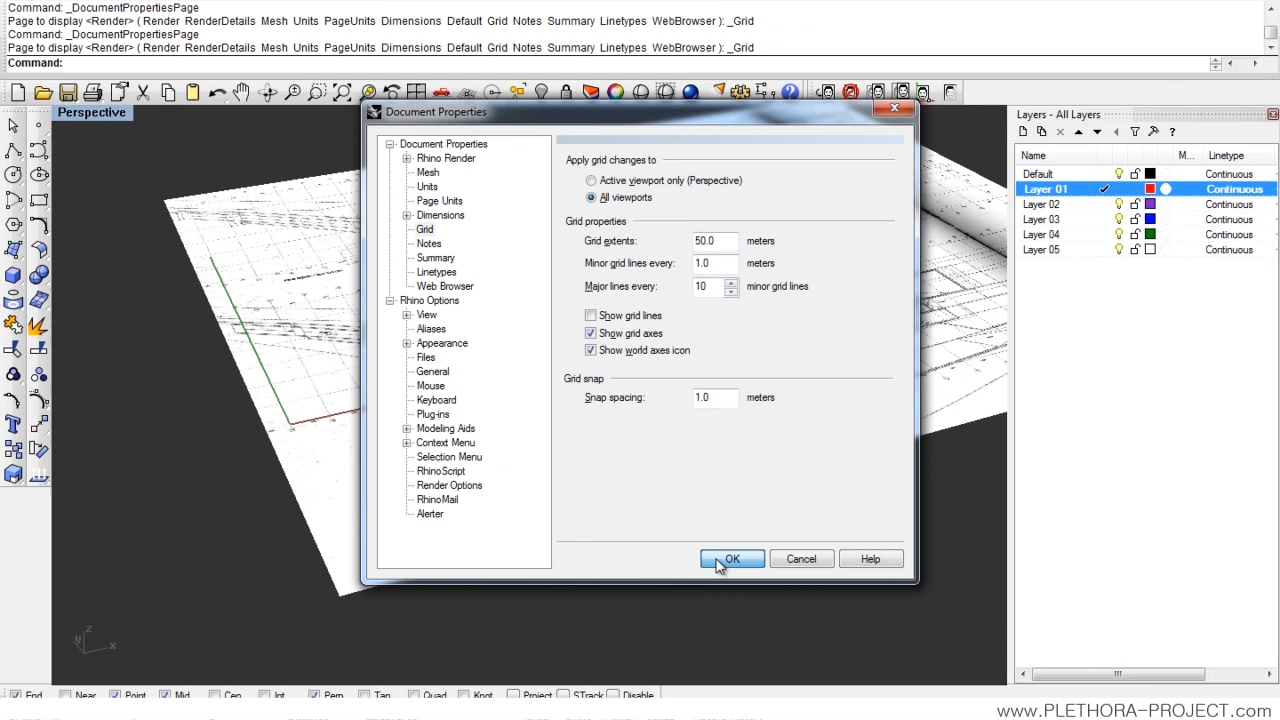 Command: _DocumentPropertiesPage
Page to display <Render> ( Render RenderDetails Mesh Units PageUnits Dimensions Default Grid Notes Summary Linetypes WebBrowser ): _Grid
Command: _DocumentPropertiesPage
Page to display <Render> ( Render RenderDetails Mesh Units PageUnits Dimensions Default Grid Notes Summary Linetypes WebBrowser ): _Grid
Command:
Perspective
Document Properties
Document Properties
Rhino Render
Mesh
Units
Page Units
Dimensions
Grid
Notes
Summary
Linetypes
Web Browser
Rhino Options
View
Aliases
Appearance
Files
General
Mouse
Keyboard
Plug-ins
Modeling Aids
Context Menu
Selection Menu
RhinoScript
Render Options
RhinoMail
Alerter
Apply grid changes to
Active viewport only (Perspective)
All viewports
Grid properties
Grid extents: 50.0 meters
Minor grid lines every: 1.0 meters
Major lines every: 10 minor grid lines
Show grid lines
Show grid axes
Show world axes icon
Grid snap
Snap spacing: 1.0 meters
OK Cancel Help
Layers - All Layers
Name M... Linetype
Default Continuous
Layer 01 Continuous
Layer 02 Continuous
Layer 03 Continuous
Layer 04 Continuous
Layer 05 Continuous
z
y x
End Near Point Mid Cen Int Perp Tan Quad Knot Project STrack Disable
www.PLETHORA-PROJECT.com